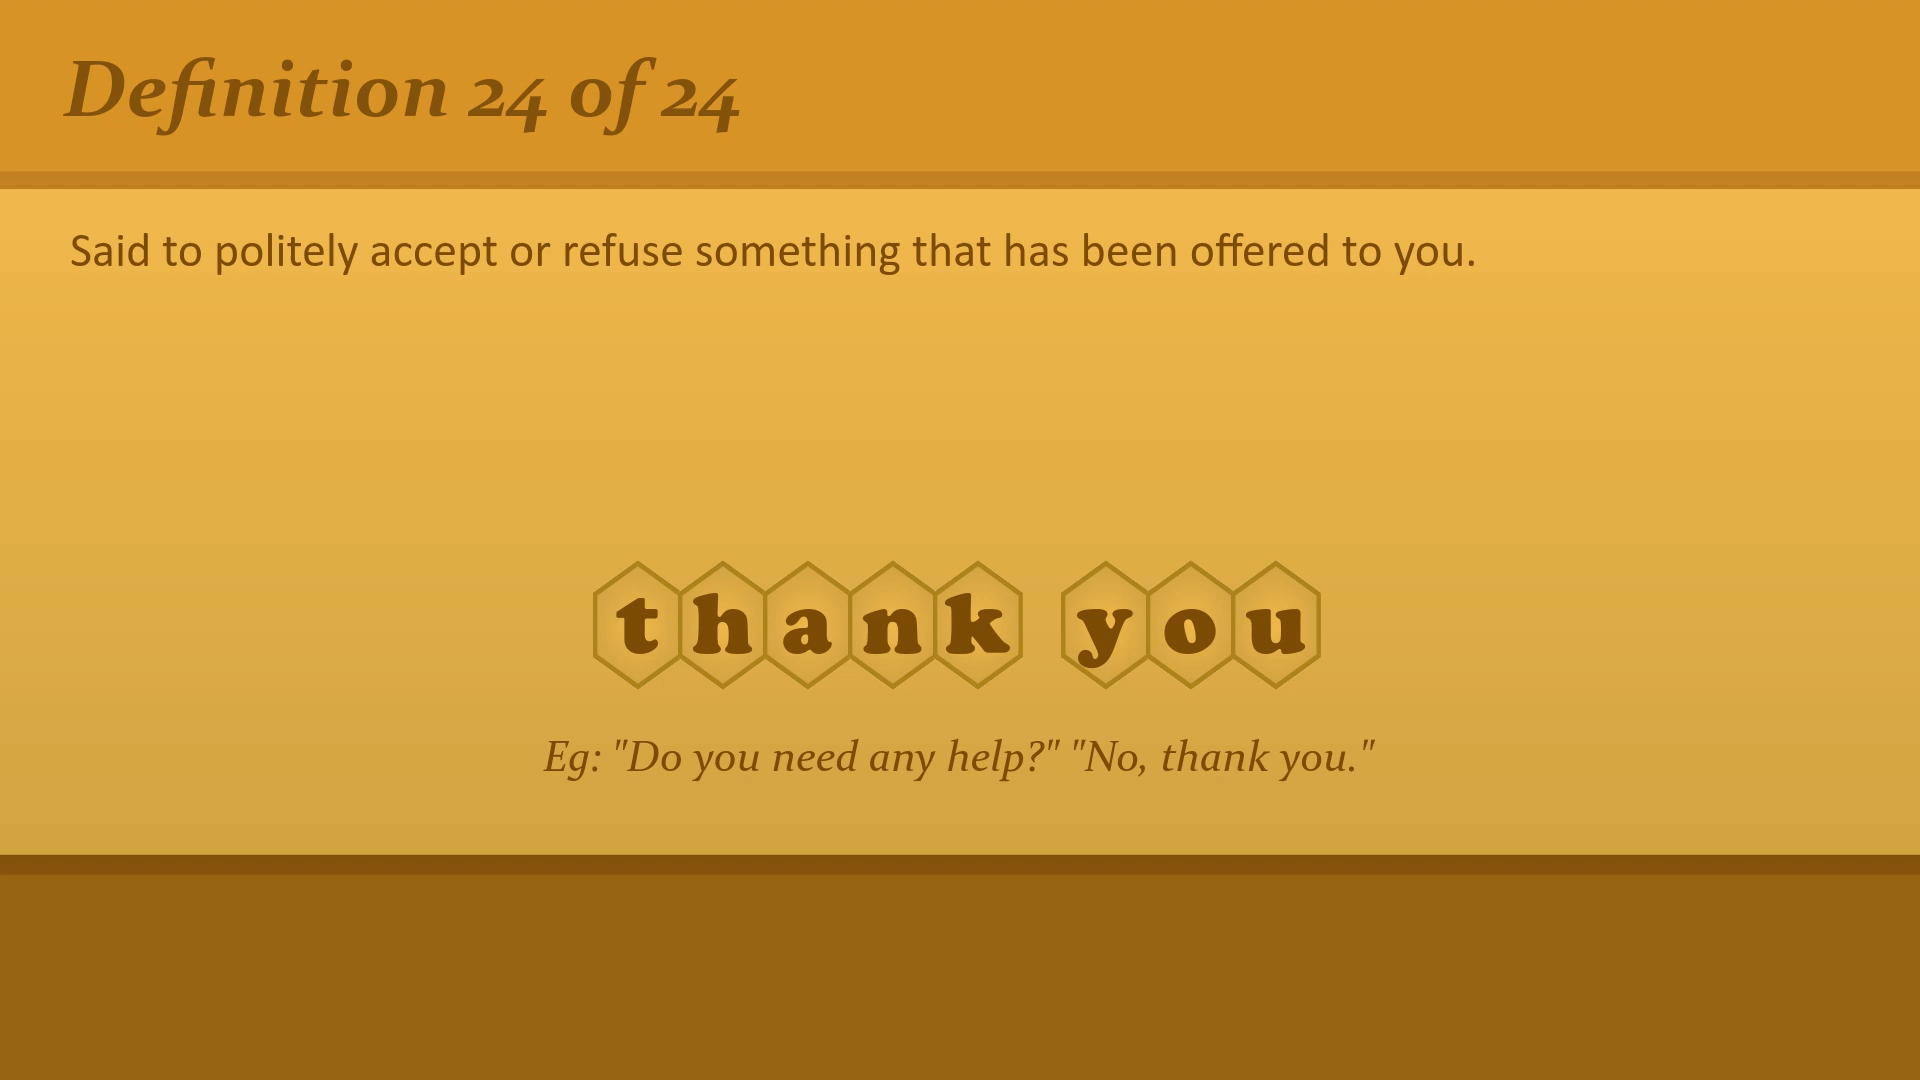 Definition 24 of 24
Said to politely accept or refuse something that has been offered to you.
thank you
Eg: "Do you need any help?" "No, thank you."